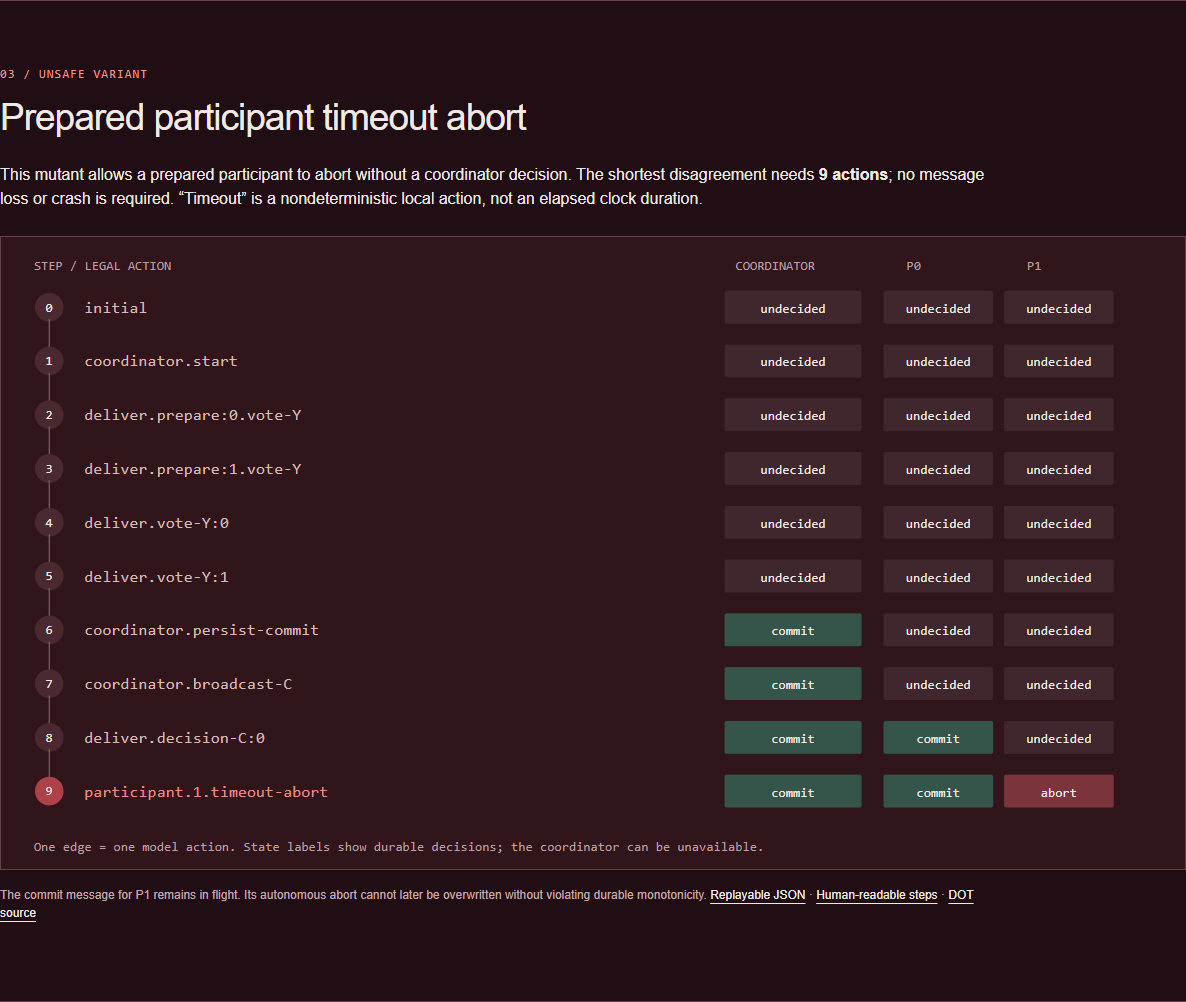 03 / UNSAFE VARIANT
Prepared participant timeout abort
This mutant allows a prepared participant to abort without a coordinator decision. The shortest disagreement needs 9 actions; no message
loss or crash is required. “Timeout” is a nondeterministic local action, not an elapsed clock duration.
STEP / LEGAL ACTION COORDINATOR P0 P1
0 initial undecided undecided undecided
1 coordinator.start undecided undecided undecided
2 deliver.prepare:0.vote-Y undecided undecided undecided
3 deliver.prepare:1.vote-Y undecided undecided undecided
4 deliver.vote-Y:0 undecided undecided undecided
5 deliver.vote-Y:1 undecided undecided undecided
6 coordinator.persist-commit commit undecided undecided
7 coordinator.broadcast-C commit undecided undecided
8 deliver.decision-C:0 commit commit undecided
9 participant.1.timeout-abort commit commit abort
One edge = one model action. State labels show durable decisions; the coordinator can be unavailable.
The commit message for P1 remains in flight. Its autonomous abort cannot later be overwritten without violating durable monotonicity. Replayable JSON · Human-readable steps · DOT
source